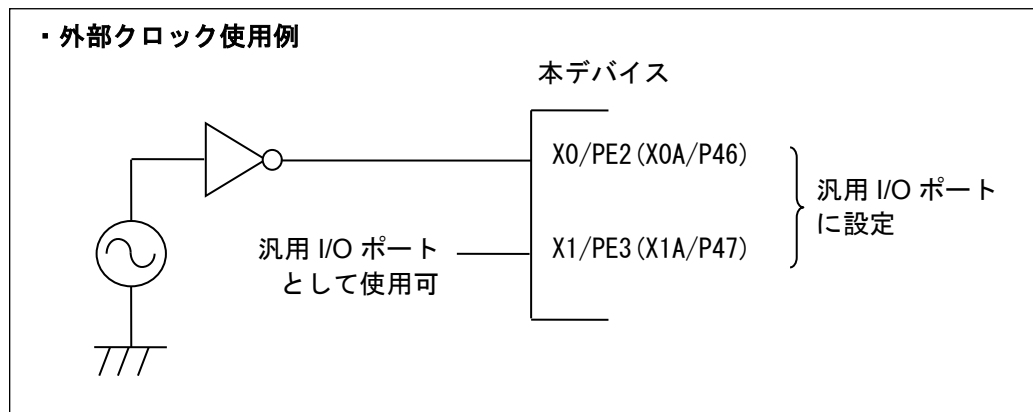 ・外部クロック使用例
本デバイス
X0/PE2(X0A/P46)
汎用 I/O ポート
に設定
X1/PE3(X1A/P47)
汎用 I/O ポート
として使用可